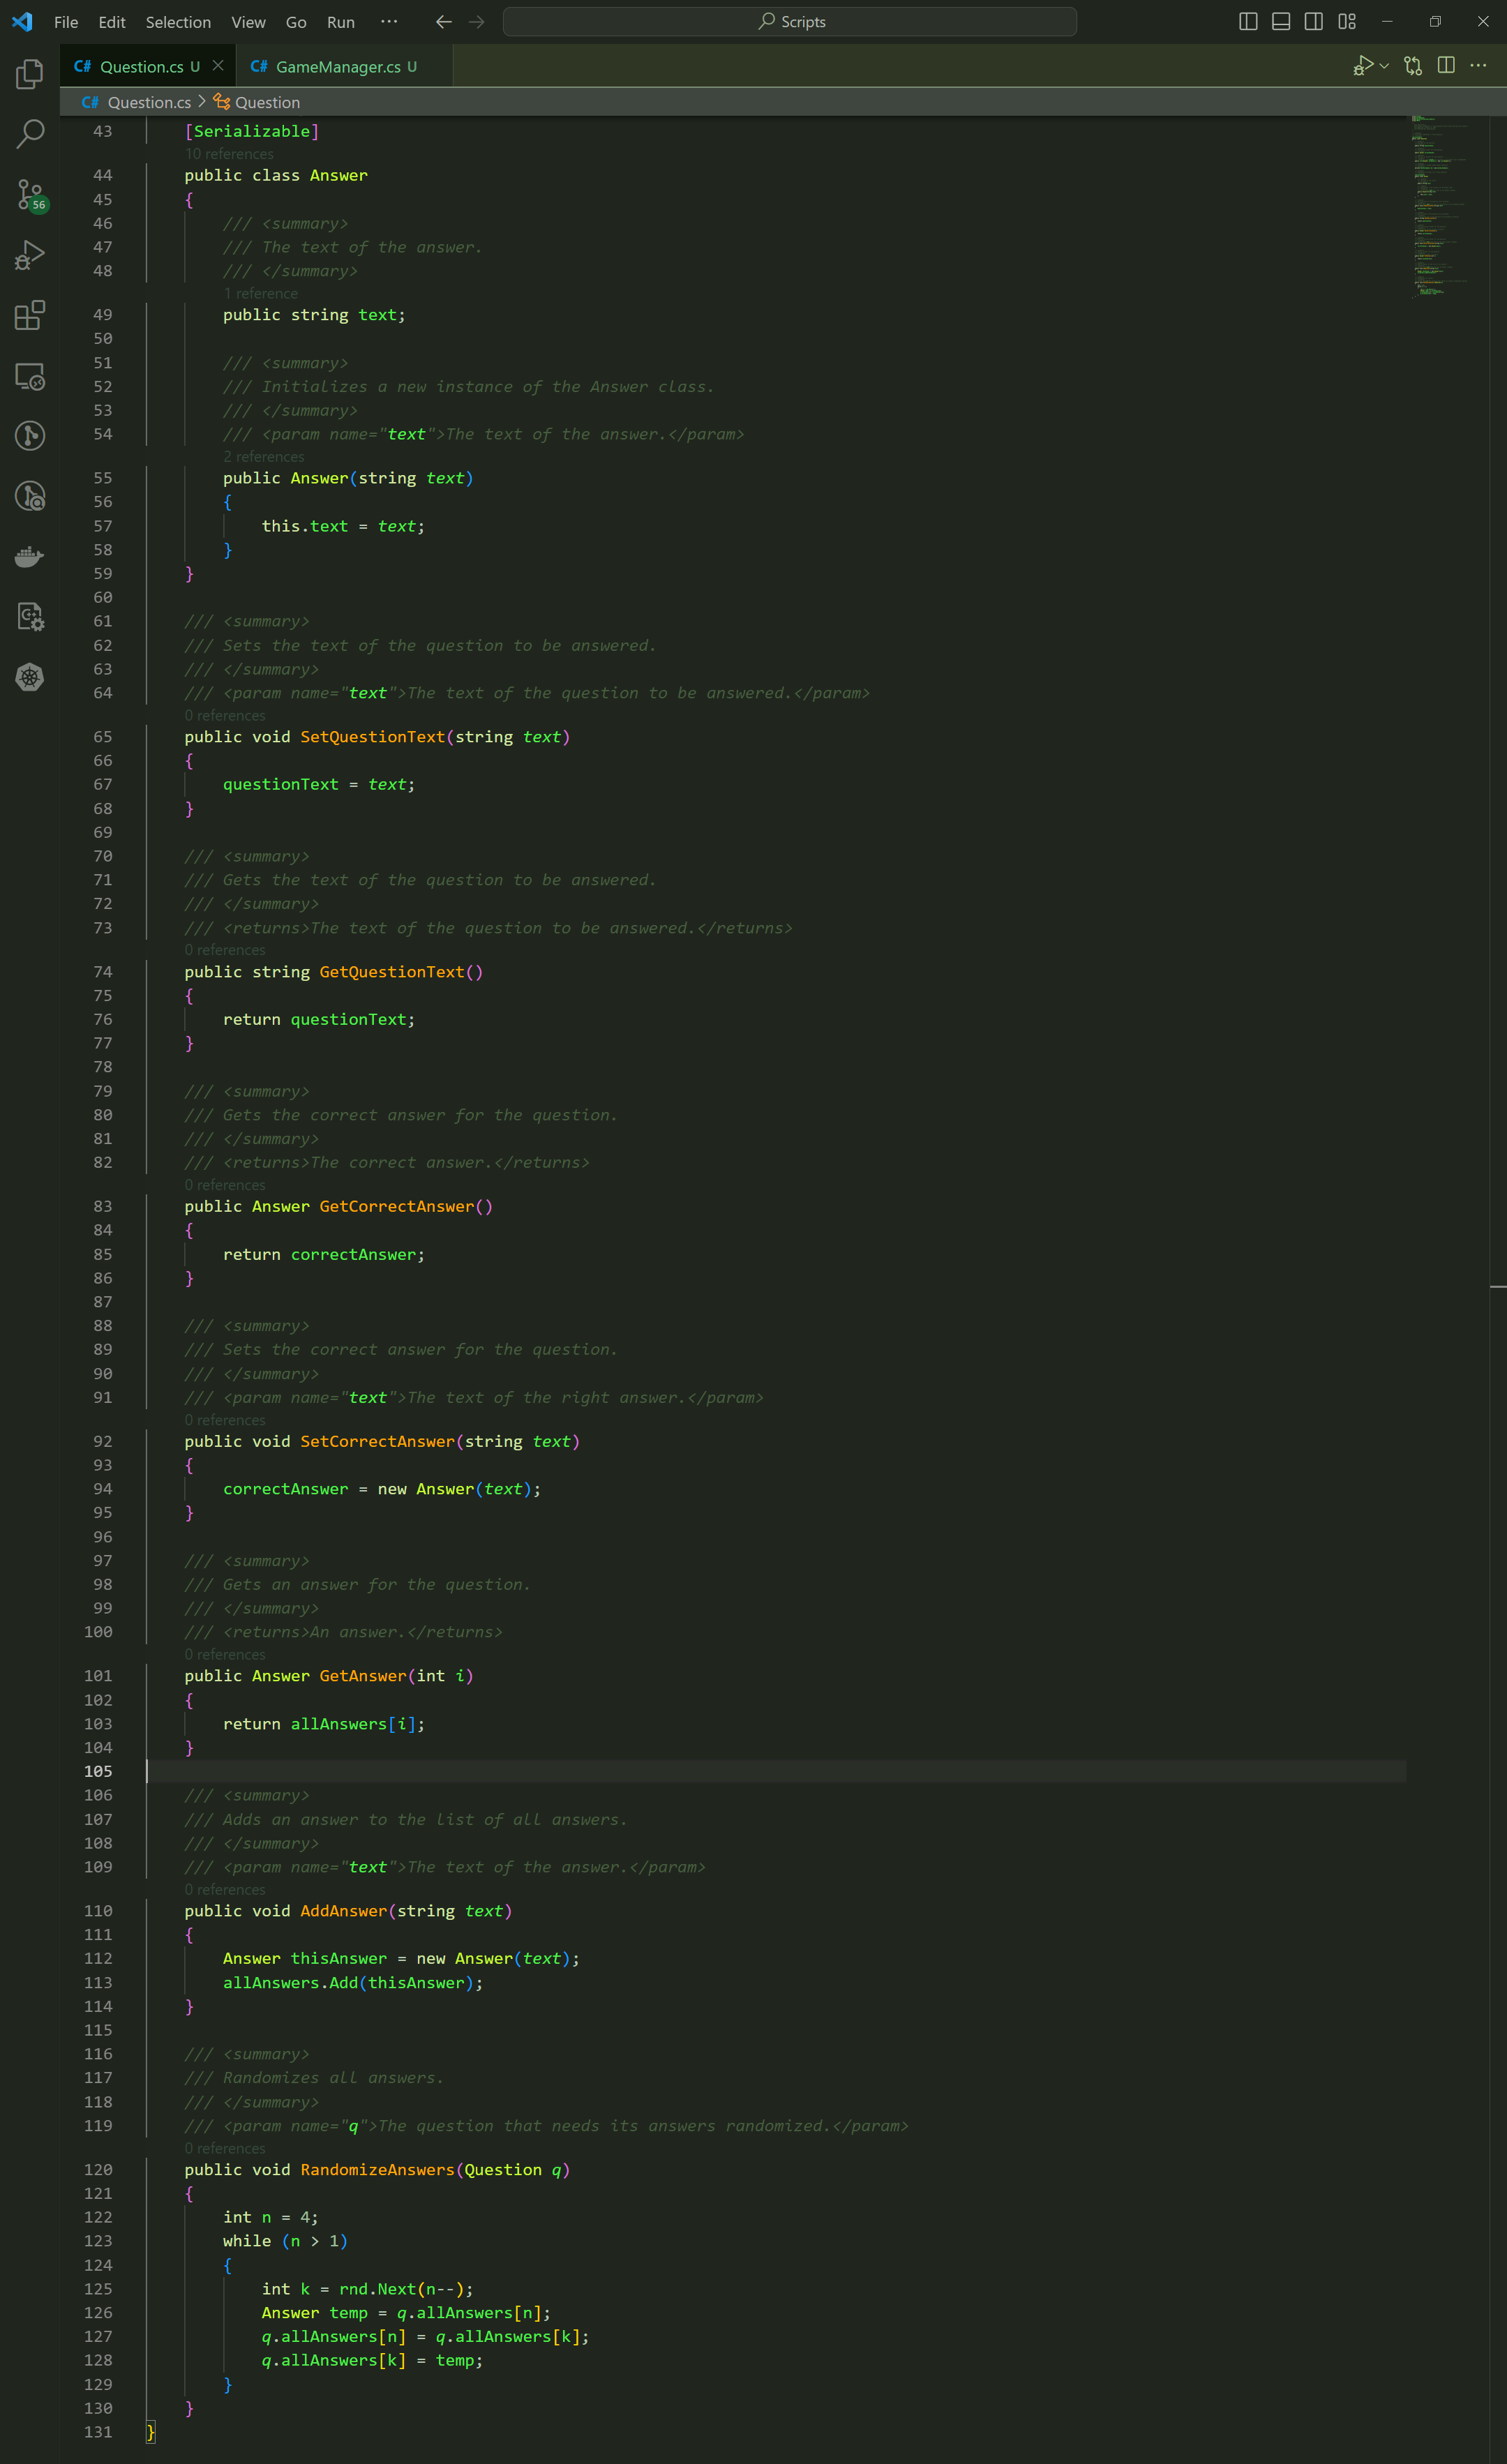 File Edit Selection View Go Run ··· Scripts
C# Question.cs U C# GameManager.cs U
C# Question.cs > Question
43 [Serializable]
10 references
44 public class Answer
45 {
46 /// <summary>
47 /// The text of the answer.
48 /// </summary>
1 reference
49 public string text;
50
51 /// <summary>
52 /// Initializes a new instance of the Answer class.
53 /// </summary>
54 /// <param name="text">The text of the answer.</param>
2 references
55 public Answer(string text)
56 {
57 this.text = text;
58 }
59 }
60
61 /// <summary>
62 /// Sets the text of the question to be answered.
63 /// </summary>
64 /// <param name="text">The text of the question to be answered.</param>
0 references
65 public void SetQuestionText(string text)
66 {
67 questionText = text;
68 }
69
70 /// <summary>
71 /// Gets the text of the question to be answered.
72 /// </summary>
73 /// <returns>The text of the question to be answered.</returns>
0 references
74 public string GetQuestionText()
75 {
76 return questionText;
77 }
78
79 /// <summary>
80 /// Gets the correct answer for the question.
81 /// </summary>
82 /// <returns>The correct answer.</returns>
0 references
83 public Answer GetCorrectAnswer()
84 {
85 return correctAnswer;
86 }
87
88 /// <summary>
89 /// Sets the correct answer for the question.
90 /// </summary>
91 /// <param name="text">The text of the right answer.</param>
0 references
92 public void SetCorrectAnswer(string text)
93 {
94 correctAnswer = new Answer(text);
95 }
96
97 /// <summary>
98 /// Gets an answer for the question.
99 /// </summary>
100 /// <returns>An answer.</returns>
0 references
101 public Answer GetAnswer(int i)
102 {
103 return allAnswers[i];
104 }
105
106 /// <summary>
107 /// Adds an answer to the list of all answers.
108 /// </summary>
109 /// <param name="text">The text of the answer.</param>
0 references
110 public void AddAnswer(string text)
111 {
112 Answer thisAnswer = new Answer(text);
113 allAnswers.Add(thisAnswer);
114 }
115
116 /// <summary>
117 /// Randomizes all answers.
118 /// </summary>
119 /// <param name="q">The question that needs its answers randomized.</param>
0 references
120 public void RandomizeAnswers(Question q)
121 {
122 int n = 4;
123 while (n > 1)
124 {
125 int k = rnd.Next(n--);
126 Answer temp = q.allAnswers[n];
127 q.allAnswers[n] = q.allAnswers[k];
128 q.allAnswers[k] = temp;
129 }
130 }
131 }
56